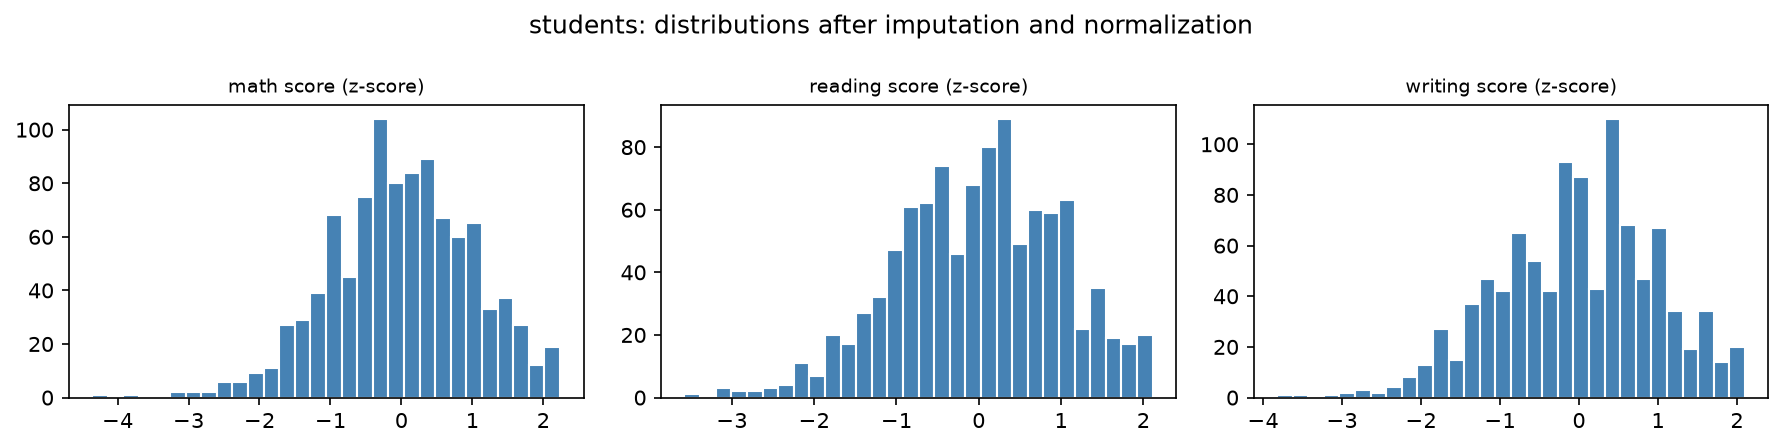 students: distributions after imputation and normalization
math score (z-score)
100
80
60
40
20
0
−4 −3 −2 −1 0 1 2
reading score (z-score)
80
60
40
20
0
−3 −2 −1 0 1 2
writing score (z-score)
100
80
60
40
20
0
−4 −3 −2 −1 0 1 2